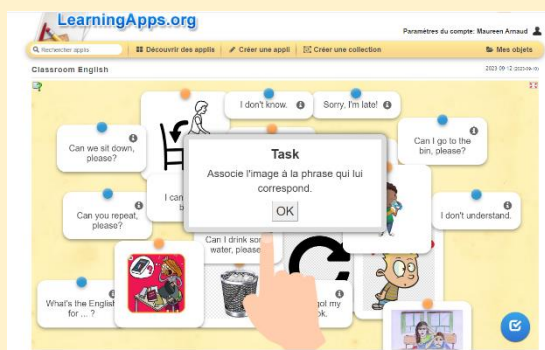 LearningApps.org
Paramètres du compte: Maureen Arnaud
Rechercher applis
Découvrir des applis
Créer une appli
Créer une collection
Mes objets
Classroom English
I don't know.
Sorry, I'm late!
Can we sit down,
please?
Can I go to the
bin, please?
Task
Associe l'image à la phrase qui lui
correspond.
OK
I can
Can you repeat,
please?
I don't understand.
Can I drink
water, please
What's the English
for ... ?
got my